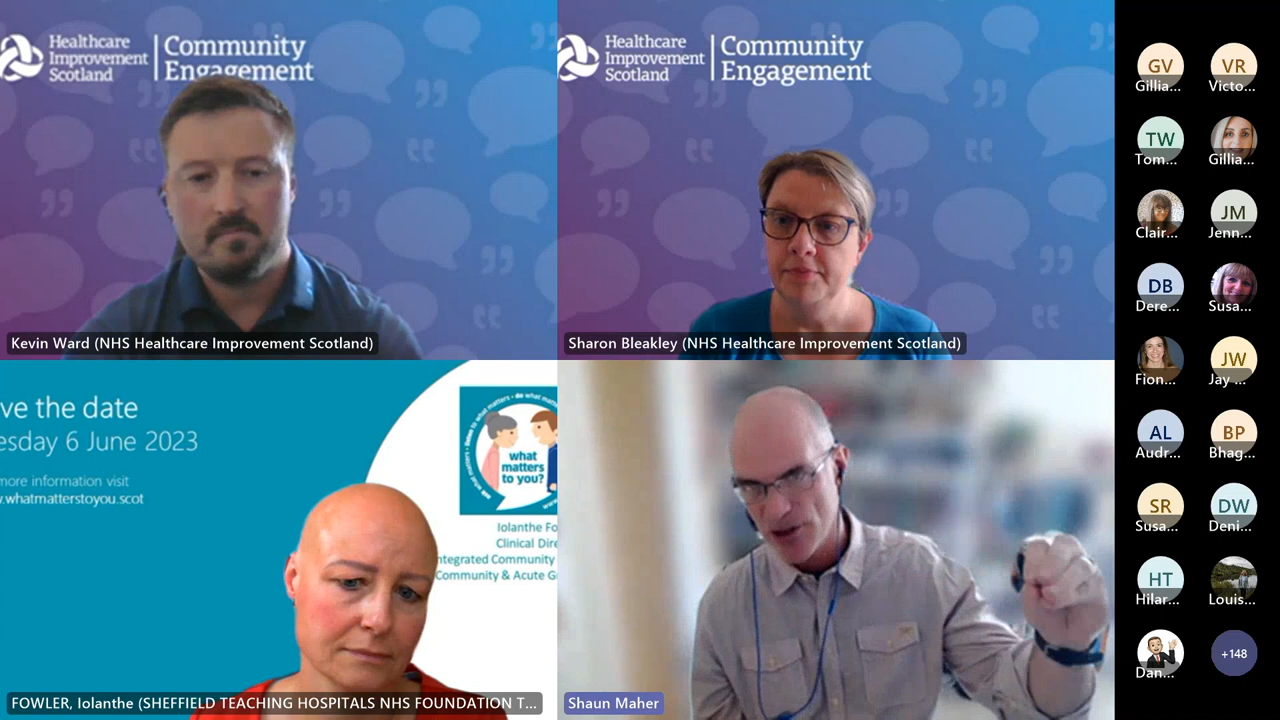 Healthcare
Improvement
Scotland
Community
Engagement
Kevin Ward (NHS Healthcare Improvement Scotland)
Healthcare
Improvement
Scotland
Community
Engagement
Sharon Bleakley (NHS Healthcare Improvement Scotland)
ve the date
esday 6 June 2023
more information visit
.whatmatterstoyou.scot
what
matters
to you?
Iolanthe Fo
Clinical Dire
ntegrated Community
Community & Acute G
FOWLER, Iolanthe (SHEFFIELD TEACHING HOSPITALS NHS FOUNDATION T...
Shaun Maher
GV
Gillia...
VR
Victo...
TW
Tom...
Gillia...
Clair...
JM
Jenn...
DB
Dere...
Susa...
Fion...
JW
Jay ...
AL
Audr...
BP
Bhag...
SR
Susa...
DW
Deni...
HT
Hilar...
Louis...
Dan...
+148